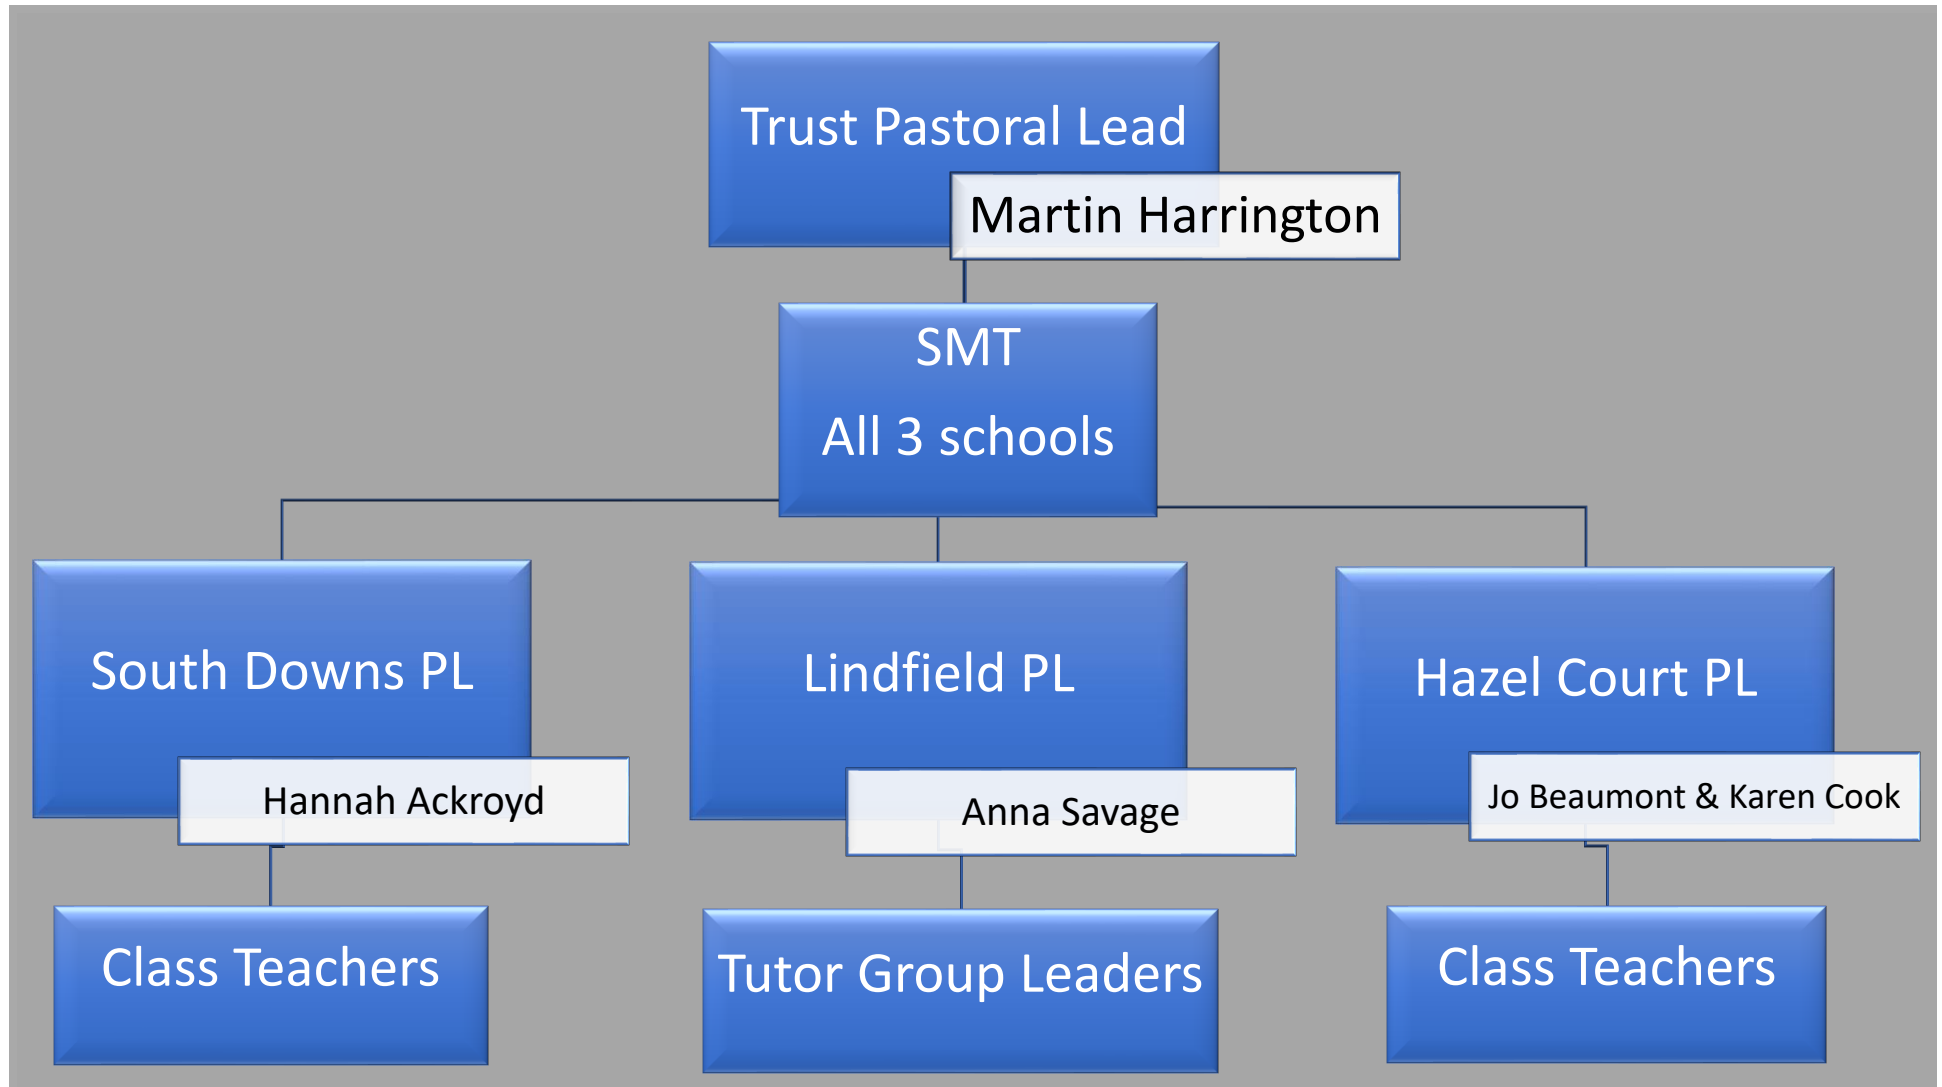 Trust Pastoral Lead
Martin Harrington
SMT
All 3 schools
South Downs PL
Hannah Ackroyd
Lindfield PL
Anna Savage
Hazel Court PL
Jo Beaumont & Karen Cook
Class Teachers
Tutor Group Leaders
Class Teachers